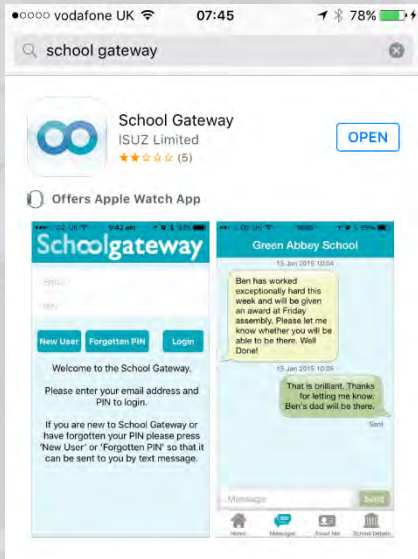 vodafone UK 07:45 78%
school gateway
School Gateway
ISUZ Limited
(5)
OPEN
Offers Apple Watch App
9:42 am
Schoolgateway
New User Forgotten PIN Login
Welcome to the School Gateway.
Please enter your email address and
PIN to login.
If you are new to School Gateway or
have forgotten your PIN please press
'New User' or 'Forgotten PIN' so that it
can be sent to you by text message.
Green Abbey School
15 Jan 2015 10:04
Ben has worked
exceptionally hard this
week and will be given
an award at Friday
assembly. Please let me
know whether you will be
able to be there. Well
Done!
15 Jan 2015 10:05
That is brilliant. Thanks
for letting me know.
Ben's dad will be there.
Sent
Message Send
Home Messages About Me School Details